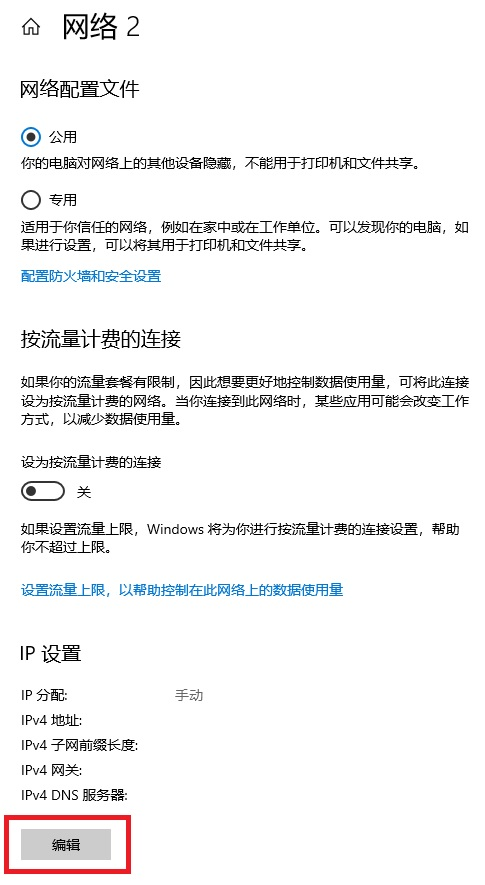 网络 2
网络配置文件
公用
你的电脑对网络上的其他设备隐藏，不能用于打印机和文件共享。
专用
适用于你信任的网络，例如在家中或在工作单位。可以发现你的电脑，如
果进行设置，可以将其用于打印机和文件共享。
配置防火墙和安全设置
按流量计费的连接
如果你的流量套餐有限制，因此想要更好地控制数据使用量，可将此连接
设为按流量计费的网络。当你连接到此网络时，某些应用可能会改变工作
方式，以减少数据使用量。
设为按流量计费的连接
关
如果设置流量上限，Windows 将为你进行按流量计费的连接设置，帮助
你不超过上限。
设置流量上限，以帮助控制在此网络上的数据使用量
IP 设置
IP 分配: 手动
IPv4 地址:
IPv4 子网前缀长度:
IPv4 网关:
IPv4 DNS 服务器:
编辑